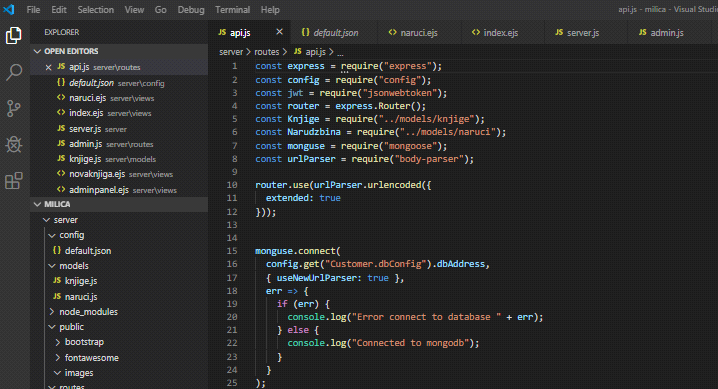 File Edit Selection View Go Debug Terminal Help api.js - milica - Visual Studi
EXPLORER
OPEN EDITORS
JS api.js server\routes
{} default.json server\config
<> naruci.ejs server\views
<> index.ejs server\views
JS server.js server
JS admin.js server\routes
JS knjige.js server\models
<> novaknjiga.ejs server\views
<> adminpanel.ejs server\views
MILICA
server
config
{} default.json
models
JS knjige.js
JS naruci.js
node_modules
public
bootstrap
fontawesome
images
routes
JS api.js
{} default.json
<> naruci.ejs
<> index.ejs
JS server.js
JS admin.js
server > routes > JS api.js > ...
1 const express = require("express");
2 const config = require("config");
3 const jwt = require("jsonwebtoken");
4 const router = express.Router();
5 const Knjige = require("../models/knjige");
6 const Narudzbina = require("../models/naruci");
7 const monguse = require("mongoose");
8 const urlParser = require("body-parser");
9
10 router.use(urlParser.urlencoded({
11 extended: true
12 }));
13
14
15 monguse.connect(
16 config.get("Customer.dbConfig").dbAddress,
17 { useNewUrlParser: true },
18 err => {
19 if (err) {
20 console.log("Error connect to database " + err);
21 } else {
22 console.log("Connected to mongodb");
23 }
24 }
25 );